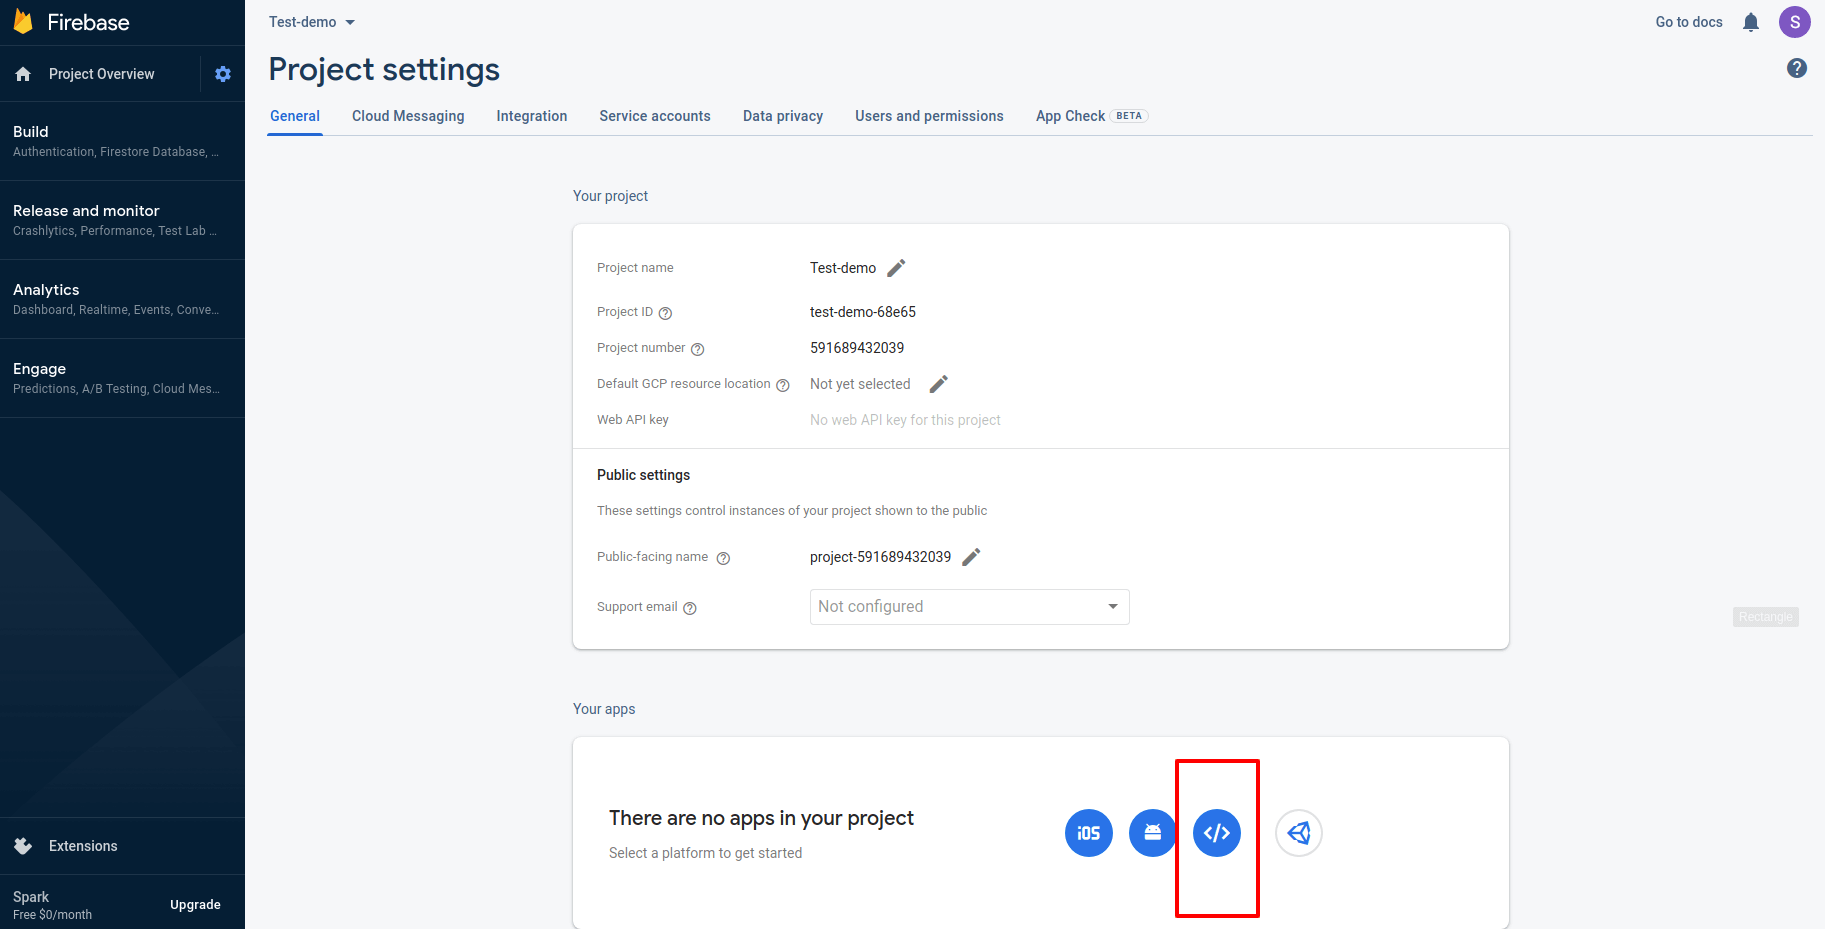 Firebase
Test-demo
Go to docs
S
Project Overview
Project settings
?
General Cloud Messaging Integration Service accounts Data privacy Users and permissions App Check BETA
Build
Authentication, Firestore Database, ...
Release and monitor
Crashlytics, Performance, Test Lab ...
Analytics
Dashboard, Realtime, Events, Conve...
Engage
Predictions, A/B Testing, Cloud Mes...
Extensions
Spark
Free $0/month
Upgrade
Your project
Project name Test-demo
Project ID ? test-demo-68e65
Project number ? 591689432039
Default GCP resource location ? Not yet selected
Web API key No web API key for this project
Public settings
These settings control instances of your project shown to the public
Public-facing name ? project-591689432039
Support email ? Not configured
Rectangle
Your apps
There are no apps in your project
Select a platform to get started
iOS </>